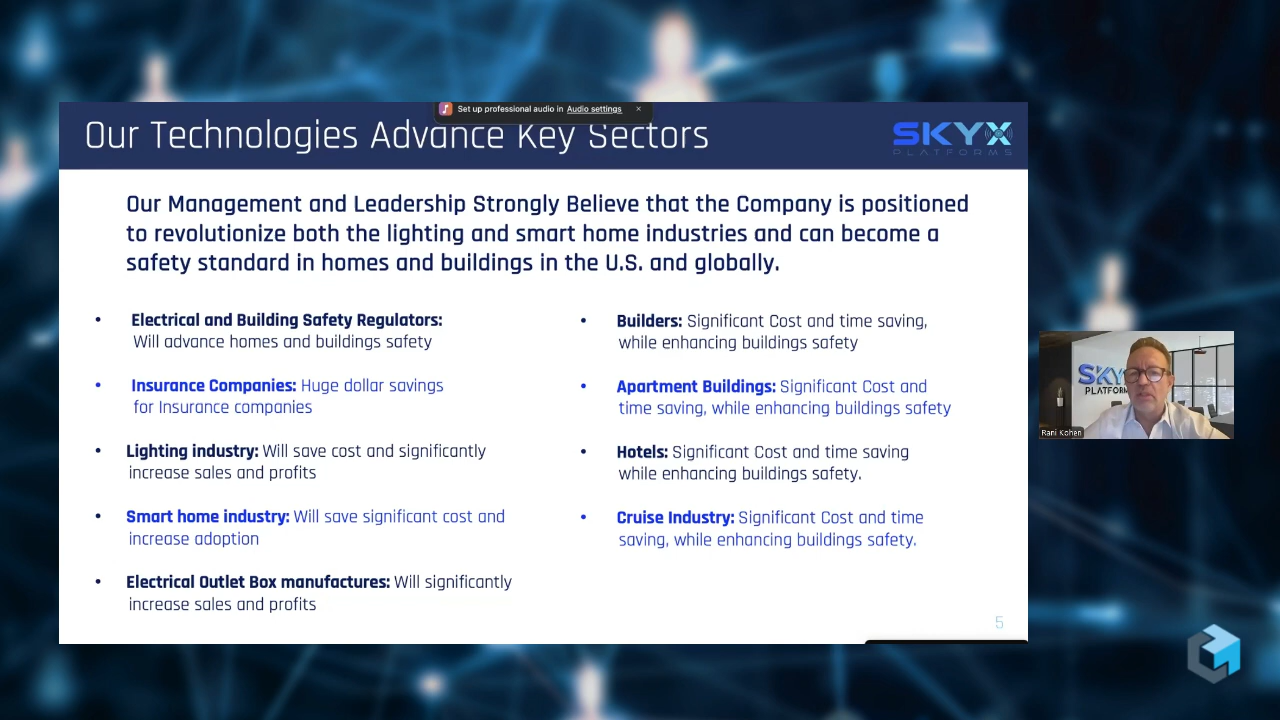 Set up professional audio in Audio settings ×
Our Technologies Advance Key Sectors
SKYX
PLATFORMS
Our Management and Leadership Strongly Believe that the Company is positioned
to revolutionize both the lighting and smart home industries and can become a
safety standard in homes and buildings in the U.S. and globally.
• Electrical and Building Safety Regulators:
Will advance homes and buildings safety
• Insurance Companies: Huge dollar savings
for Insurance companies
• Lighting industry: Will save cost and significantly
increase sales and profits
• Smart home industry: Will save significant cost and
increase adoption
• Electrical Outlet Box manufactures: Will significantly
increase sales and profits
• Builders: Significant Cost and time saving,
while enhancing buildings safety
• Apartment Buildings: Significant Cost and
time saving, while enhancing buildings safety
• Hotels: Significant Cost and time saving
while enhancing buildings safety.
• Cruise Industry: Significant Cost and time
saving, while enhancing buildings safety.
5
SKY
PLATFORM
Rani Kohen